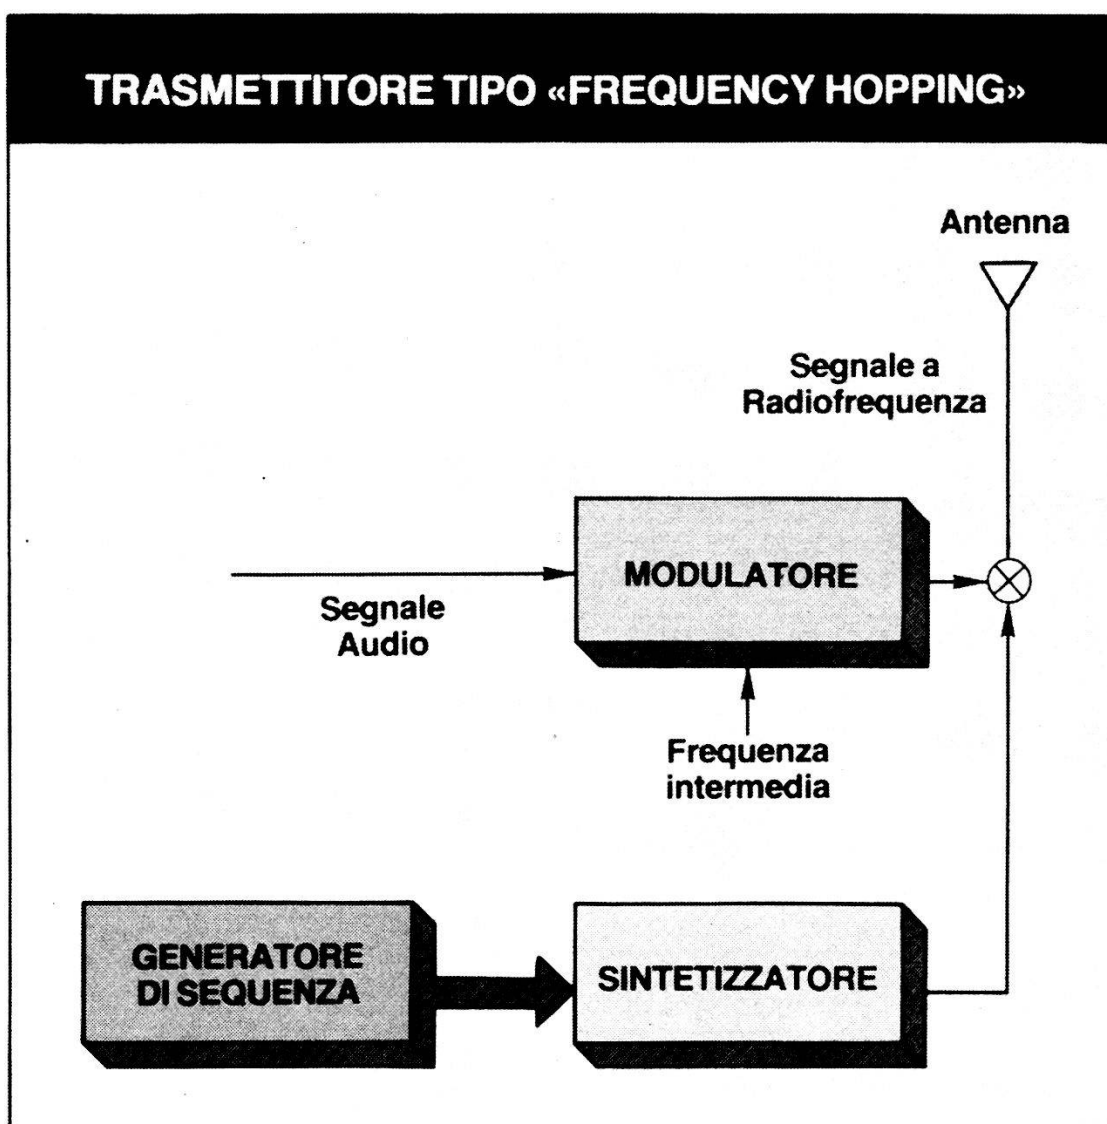 TRASMETTITORE TIPO «FREQUENCY HOPPING»
Antenna
Segnale a
Radiofrequenza
MODULATORE
Segnale
Audio
Frequenza
intermedia
GENERATORE
DI SEQUENZA
SINTETIZZATORE